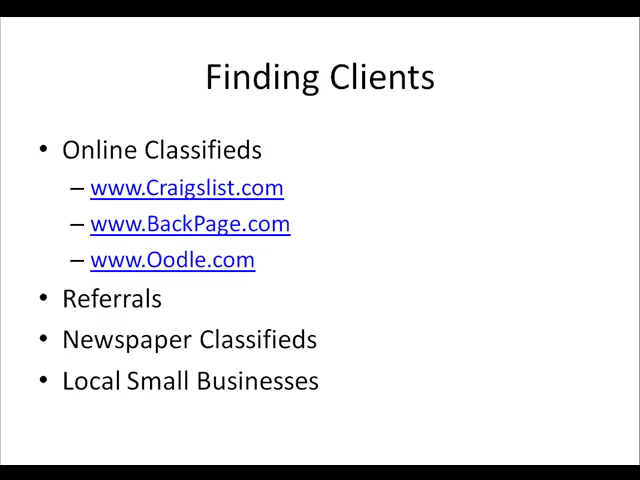 Finding Clients
• Online Classifieds
– www.Craigslist.com
– www.BackPage.com
– www.Oodle.com
• Referrals
• Newspaper Classifieds
• Local Small Businesses